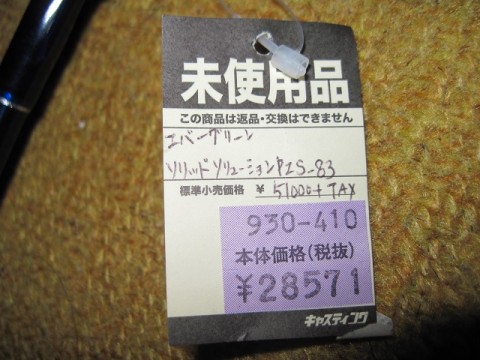 未使用品
この商品は返品・交換はできません
エバーグリーン
ソリッドソリューションPZS-83
標準小売価格 ¥ 51000+TAX
930-410
本体価格(税抜)
¥28571
キャスティング